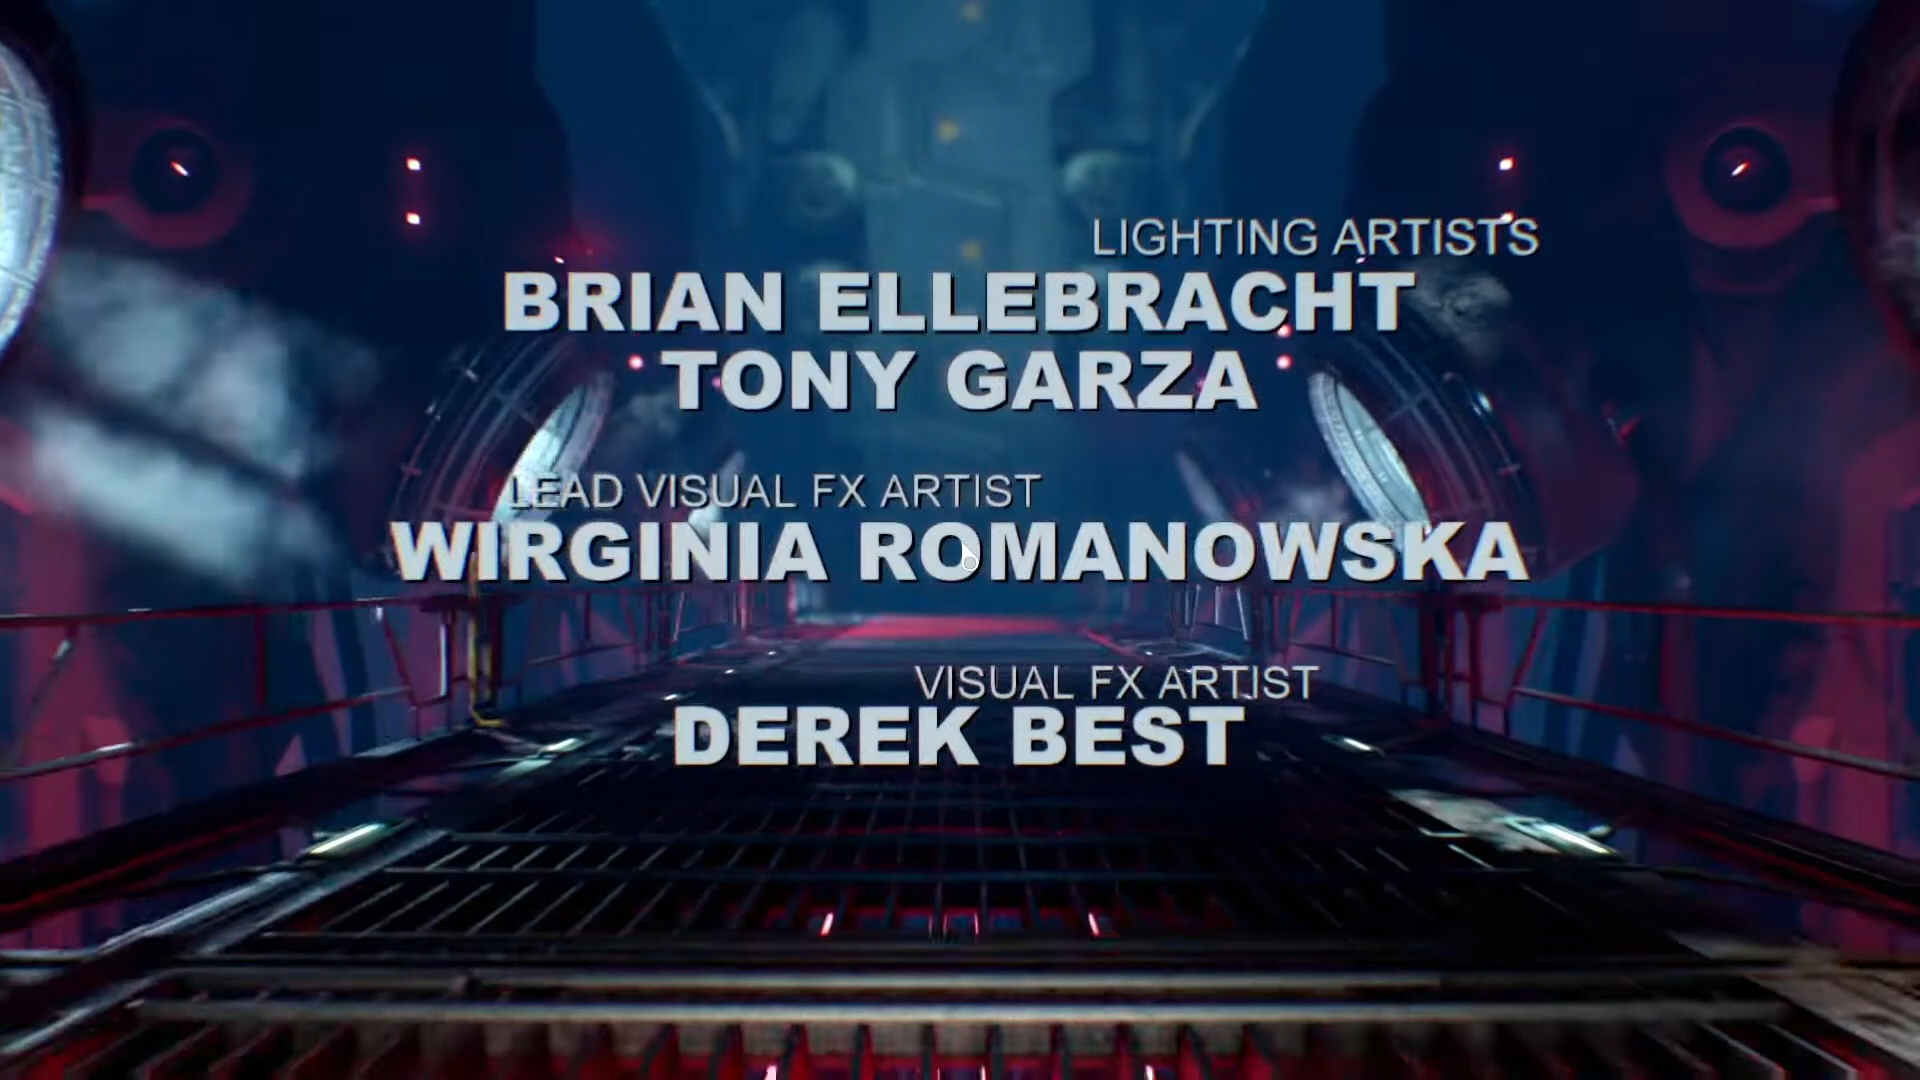 LIGHTING ARTISTS
BRIAN ELLEBRACHT
TONY GARZA
LEAD VISUAL FX ARTIST
WIRGINIA ROMANOWSKA
VISUAL FX ARTIST
DEREK BEST